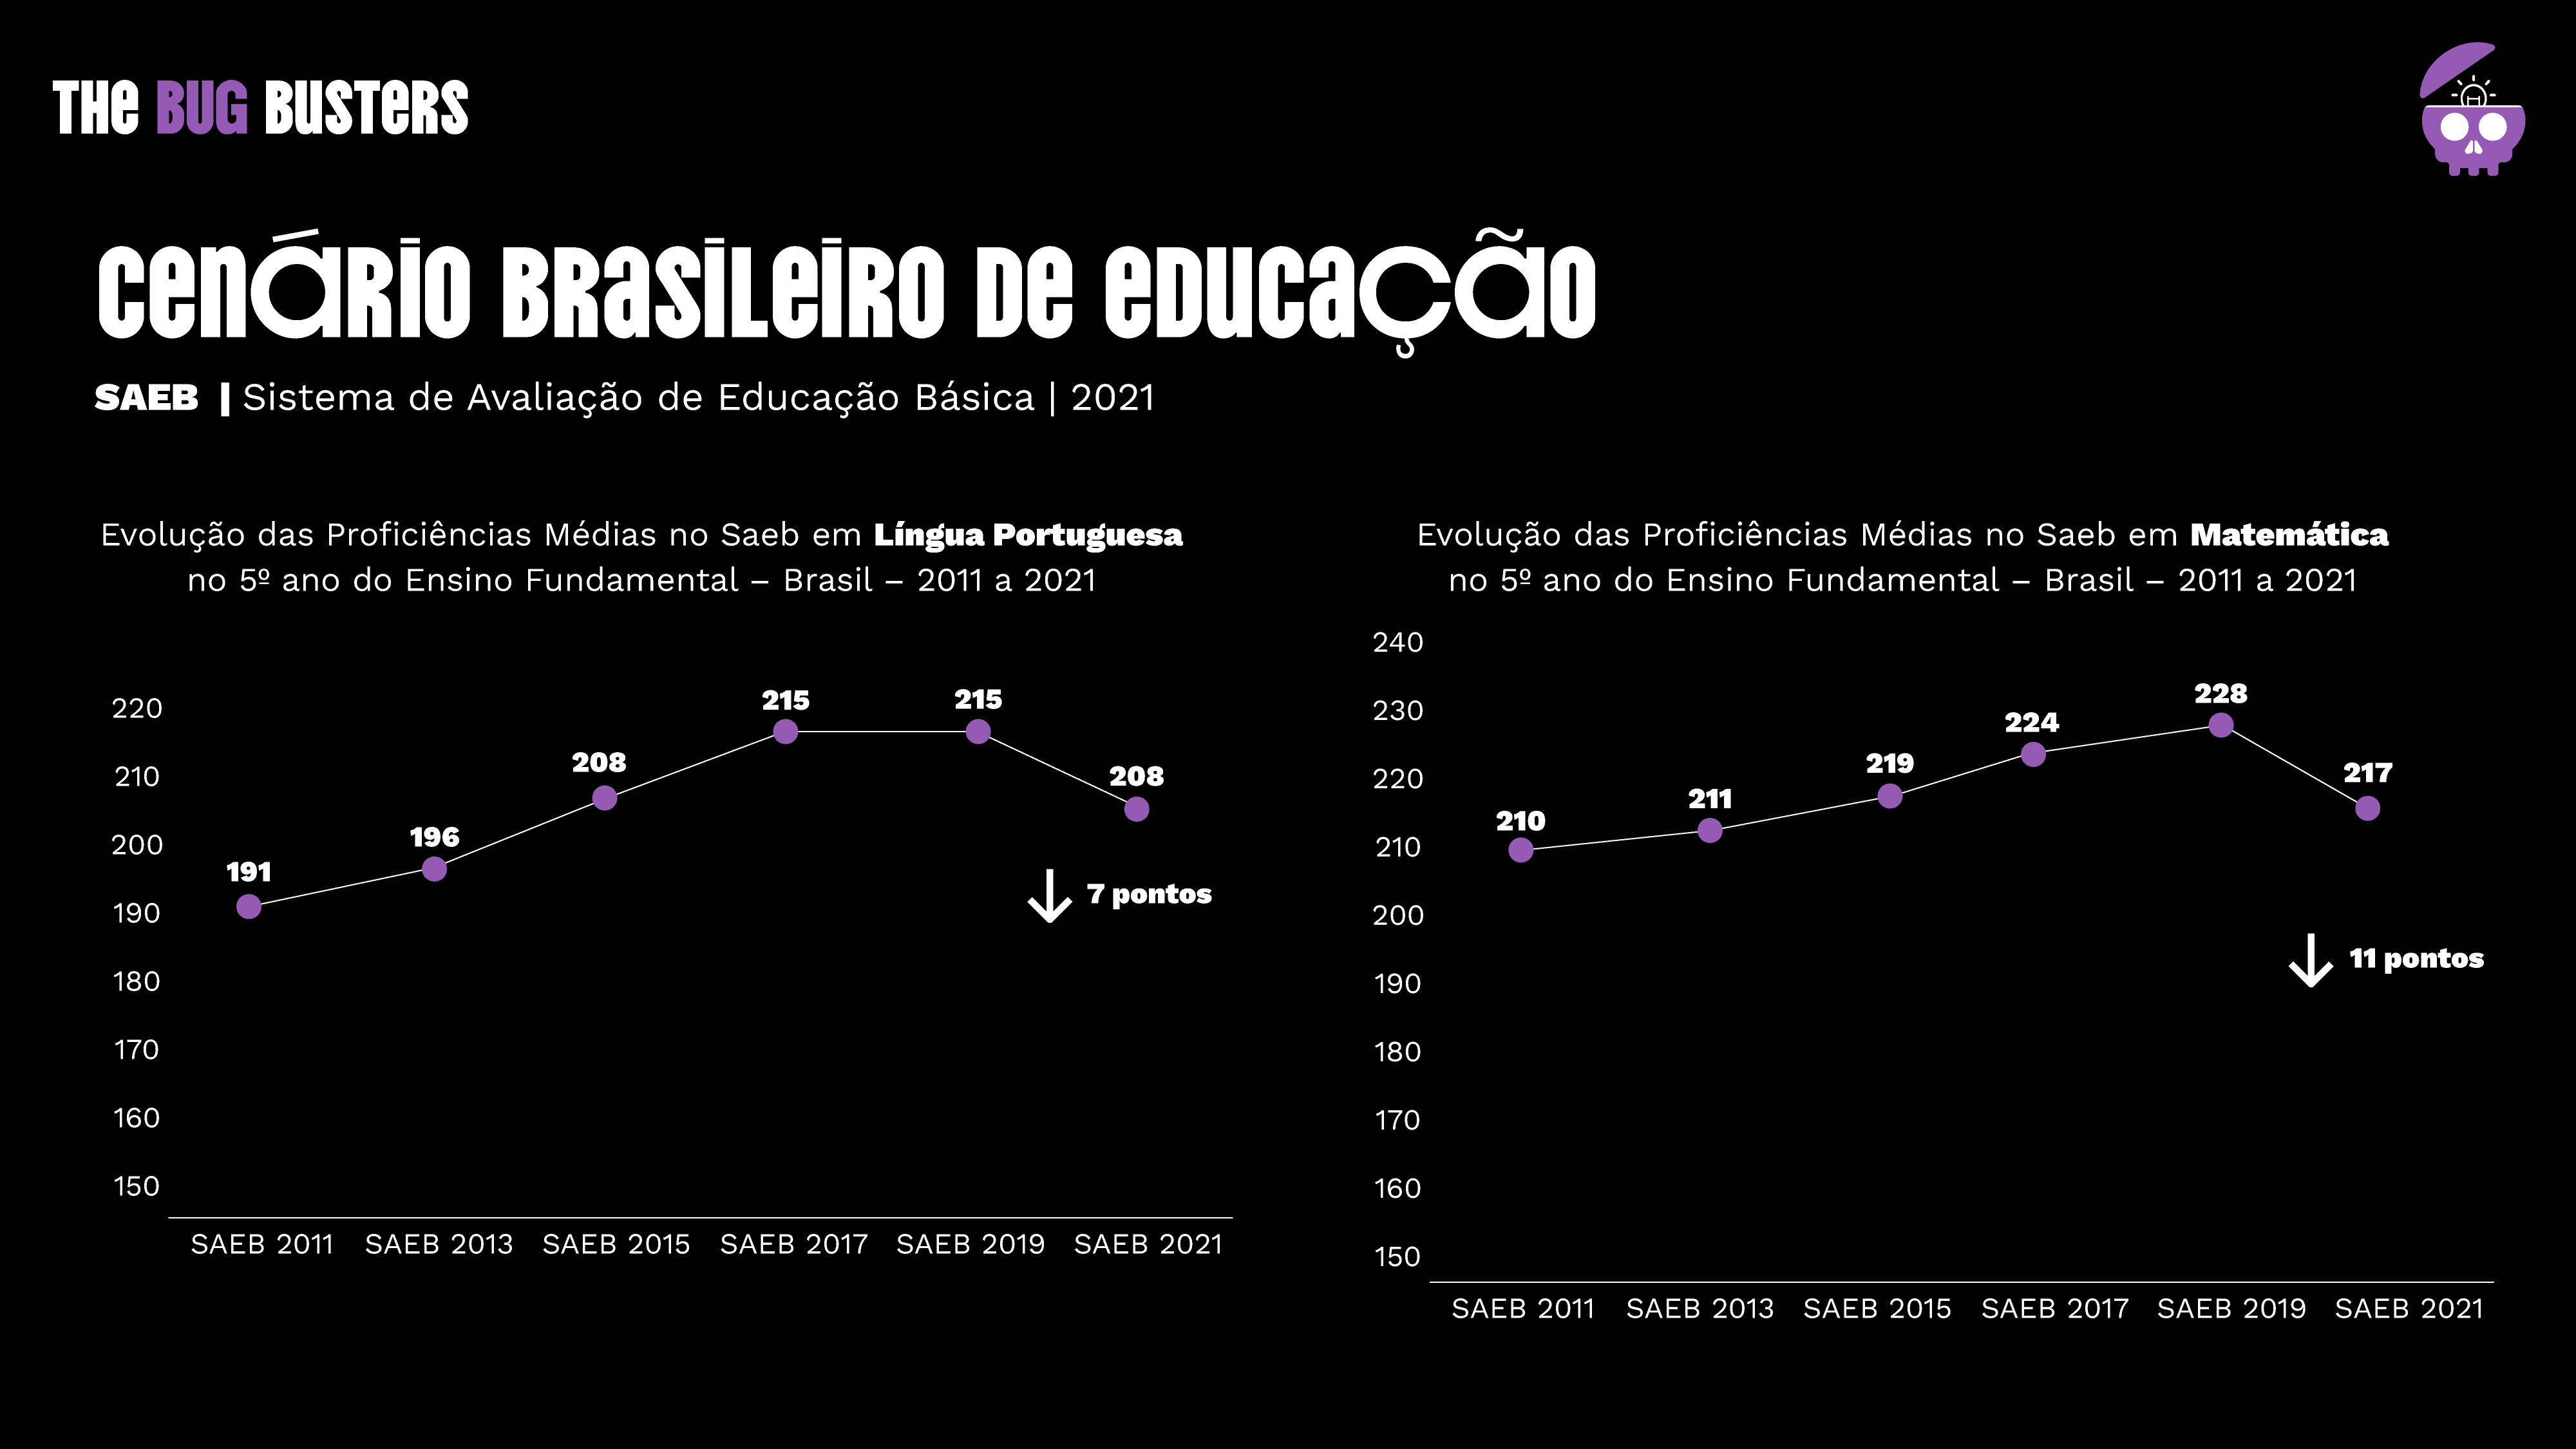 THE BUG BUSTERS
CENÁRIO BRASILEIRO DE EDUCAÇÃO
SAEB | Sistema de Avaliação de Educação Básica | 2021
Evolução das Proficiências Médias no Saeb em Língua Portuguesa
no 5º ano do Ensino Fundamental – Brasil – 2011 a 2021
220
210
200
190
180
170
160
150
191
196
208
215
215
208
7 pontos
SAEB 2011 SAEB 2013 SAEB 2015 SAEB 2017 SAEB 2019 SAEB 2021
Evolução das Proficiências Médias no Saeb em Matemática
no 5º ano do Ensino Fundamental – Brasil – 2011 a 2021
240
230
220
210
200
190
180
170
160
150
210
211
219
224
228
217
11 pontos
SAEB 2011 SAEB 2013 SAEB 2015 SAEB 2017 SAEB 2019 SAEB 2021